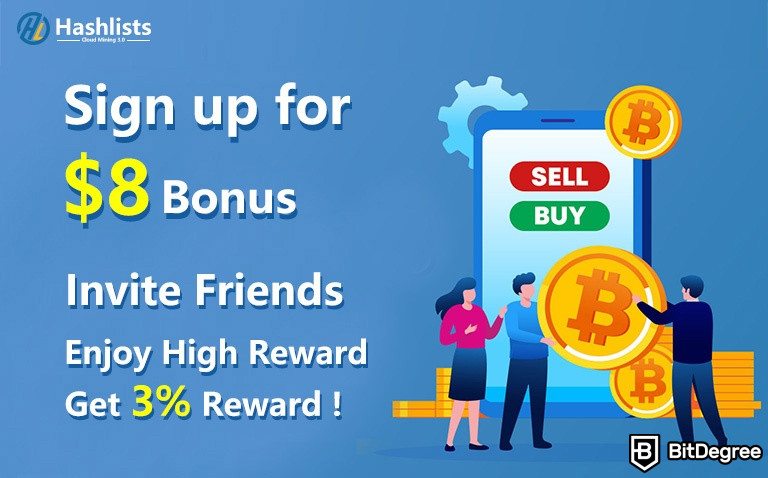 Hashlists
Cloud Mining 3.0
Sign up for
$8 Bonus
Invite Friends
Enjoy High Reward
Get 3% Reward !
SELL
BUY
BitDegree